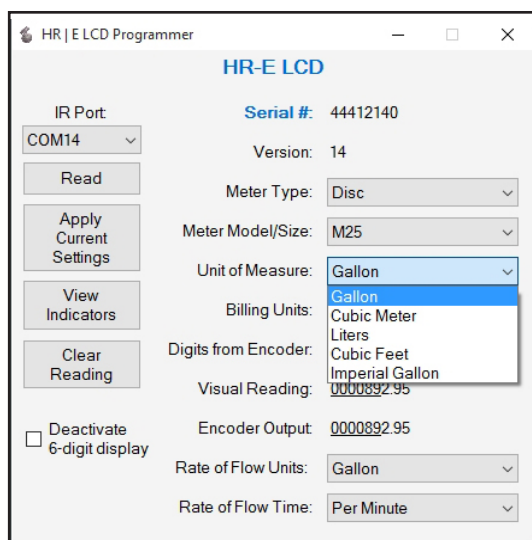 HR | E LCD Programmer
HR-E LCD
IR Port:
Serial #: 44412140
COM14
Version: 14
Read
Meter Type: Disc
Apply
Current
Settings
Meter Model/Size: M25
Unit of Measure: Gallon
Gallon
Cubic Meter
Liters
Cubic Feet
Imperial Gallon
View
Indicators
Billing Units:
Clear
Reading
Digits from Encoder:
Visual Reading: 0000892.95
Deactivate
6-digit display
Encoder Output: 0000892.95
Rate of Flow Units: Gallon
Rate of Flow Time: Per Minute